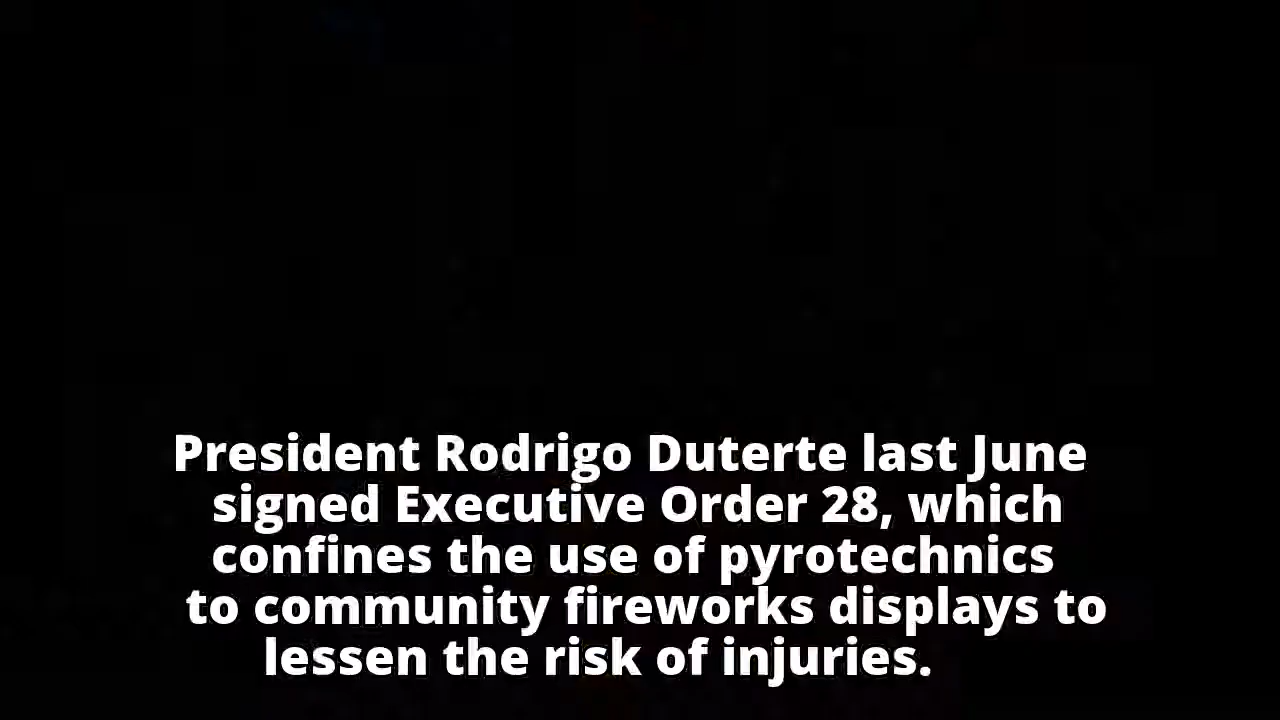 President Rodrigo Duterte last June
signed Executive Order 28, which
confines the use of pyrotechnics
to community fireworks displays to
lessen the risk of injuries.